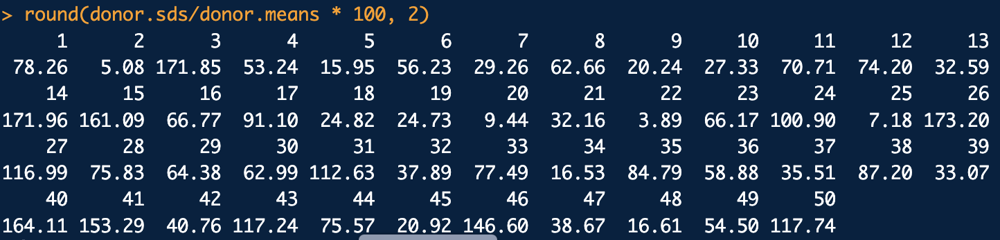 > round(donor.sds/donor.means * 100, 2)
1 2 3 4 5 6 7 8 9 10 11 12 13
78.26 5.08 171.85 53.24 15.95 56.23 29.26 62.66 20.24 27.33 70.71 74.20 32.59
14 15 16 17 18 19 20 21 22 23 24 25 26
171.96 161.09 66.77 91.10 24.82 24.73 9.44 32.16 3.89 66.17 100.90 7.18 173.20
27 28 29 30 31 32 33 34 35 36 37 38 39
116.99 75.83 64.38 62.99 112.63 37.89 77.49 16.53 84.79 58.88 35.51 87.20 33.07
40 41 42 43 44 45 46 47 48 49 50
164.11 153.29 40.76 117.24 75.57 20.92 146.60 38.67 16.61 54.50 117.74